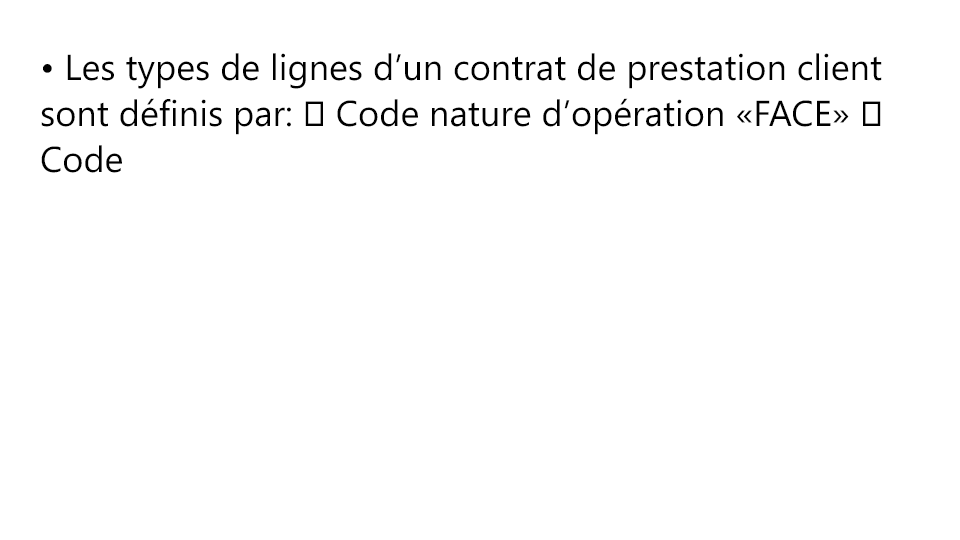 • Les types de lignes d’un contrat de prestation client
sont définis par: 􀂃 Code nature d’opération «FACE» 􀂃
Code